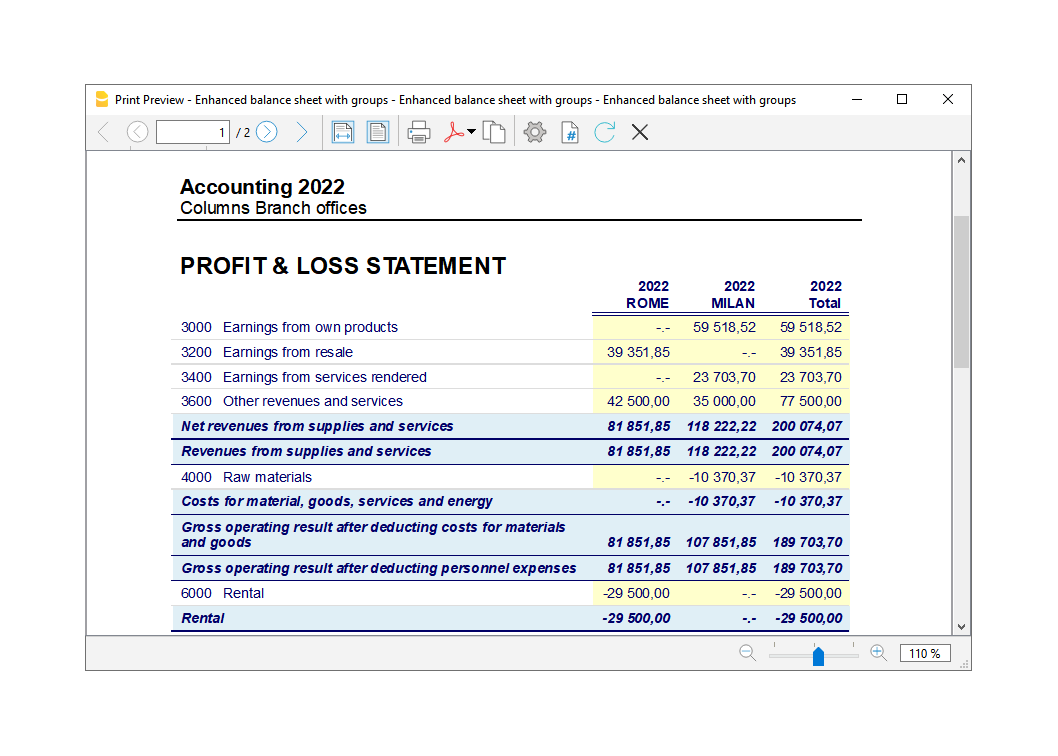 Print Preview - Enhanced balance sheet with groups - Enhanced balance sheet with groups - Enhanced balance sheet with groups
1 / 2
#
Accounting 2022
Columns Branch offices
PROFIT & LOSS STATEMENT
2022 2022 2022
ROME MILAN Total
3000 Earnings from own products -.- 59 518,52 59 518,52
3200 Earnings from resale 39 351,85 -.- 39 351,85
3400 Earnings from services rendered -.- 23 703,70 23 703,70
3600 Other revenues and services 42 500,00 35 000,00 77 500,00
Net revenues from supplies and services 81 851,85 118 222,22 200 074,07
Revenues from supplies and services 81 851,85 118 222,22 200 074,07
4000 Raw materials -.- -10 370,37 -10 370,37
Costs for material, goods, services and energy -.- -10 370,37 -10 370,37
Gross operating result after deducting costs for materials
and goods 81 851,85 107 851,85 189 703,70
Gross operating result after deducting personnel expenses 81 851,85 107 851,85 189 703,70
6000 Rental -29 500,00 -.- -29 500,00
Rental -29 500,00 -.- -29 500,00
110 %